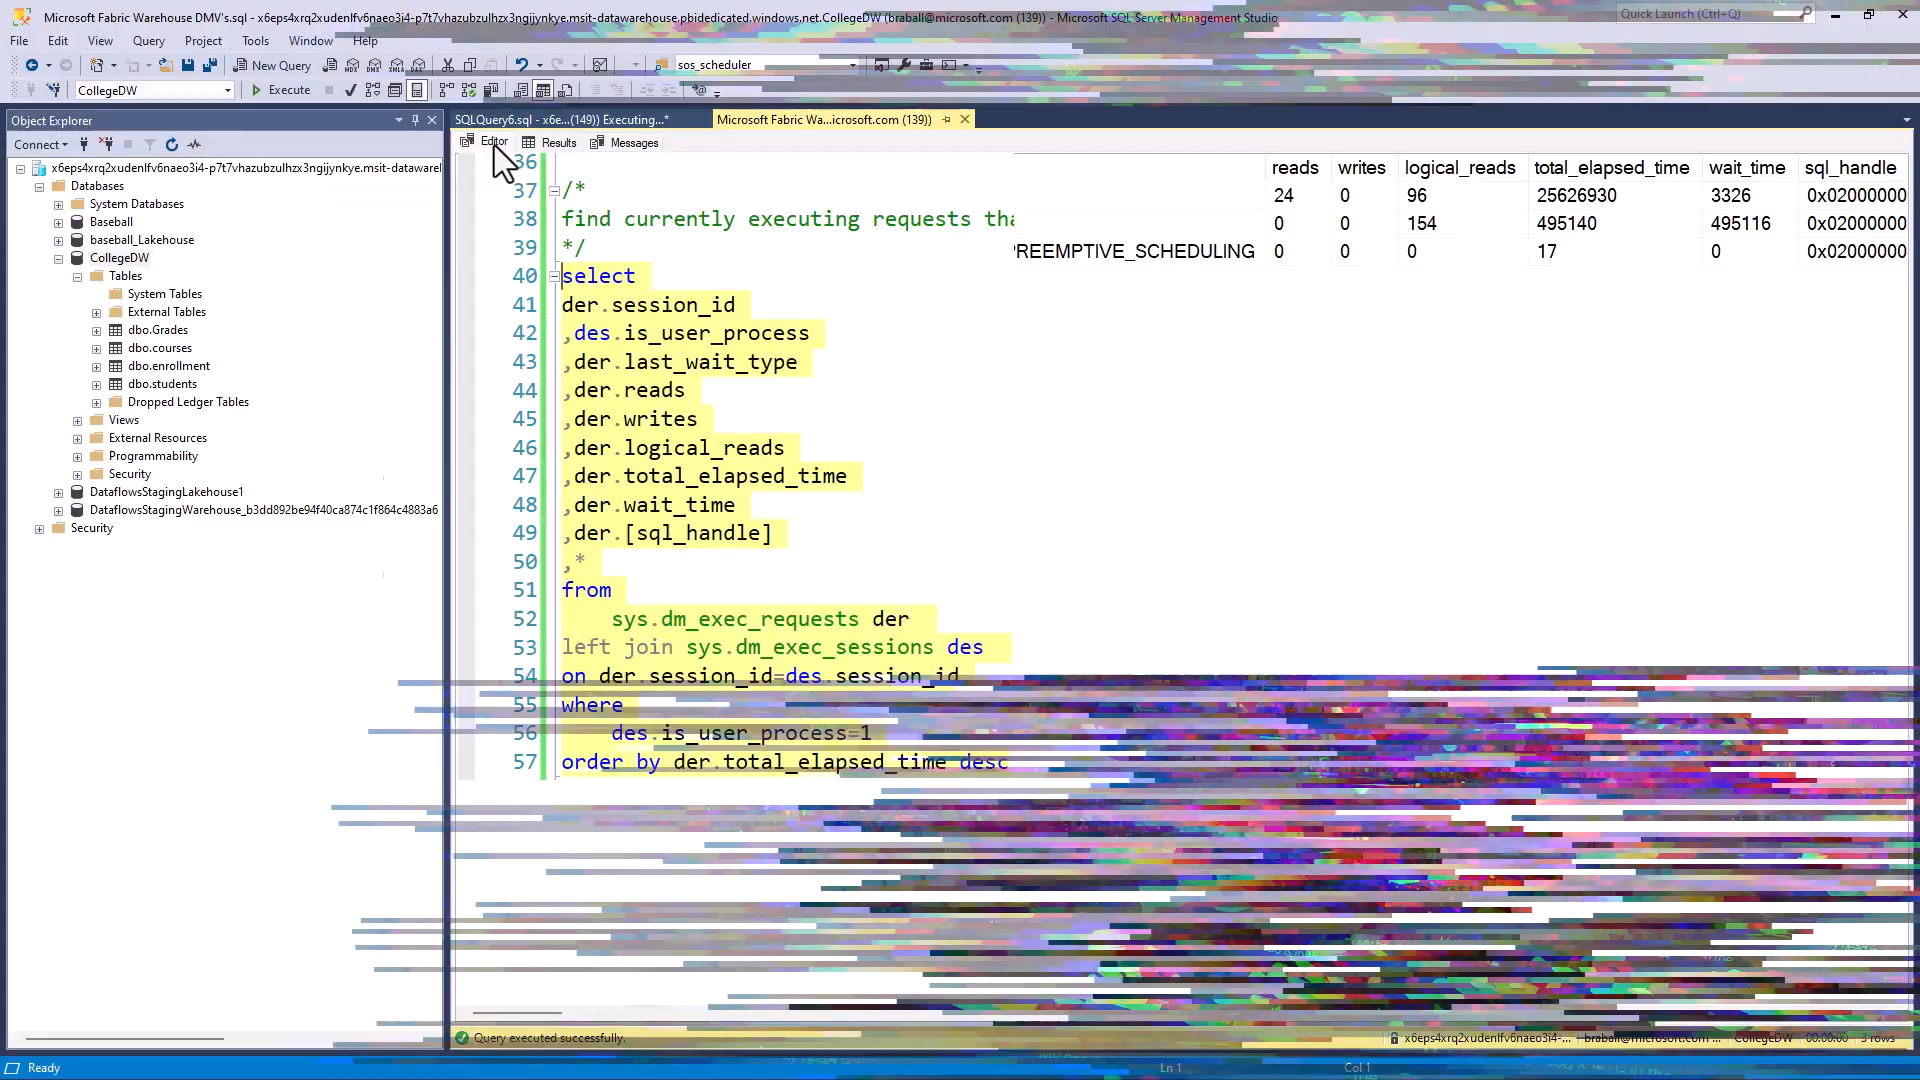 Microsoft Fabric Warehouse DMV's.sql - x6eps4xrq2xudenlfv6naeo3i4-p7t7vhazubzulhzx3ngijynkye.msit-datawarehouse.pbidedicated.windows.net.CollegeDW (braball@microsoft.com (139)) - Microsoft SQL Server Management Studio
Quick Launch (Ctrl+Q)
File Edit View Query Project Tools Window Help
New Query
sos_scheduler
CollegeDW
Execute
Object Explorer
SQLQuery6.sql - x6e...(149)) Executing...*
Microsoft Fabric Wa...icrosoft.com (139))
Connect
Editor Results Messages
x6eps4xrq2xudenlfv6naeo3i4-p7t7vhazubzulhzx3ngijynkye.msit-datawarel
Databases
System Databases
Baseball
baseball_Lakehouse
CollegeDW
Tables
System Tables
External Tables
dbo.Grades
dbo.courses
dbo.enrollment
dbo.students
Dropped Ledger Tables
Views
External Resources
Programmability
Security
DataflowsStagingLakehouse1
DataflowsStagingWarehouse_b3dd892be94f40ca874c1f864c4883a6
Security
36
37 /*
38 find currently executing requests tha
39 */
40 select
41 der.session_id
42 ,des.is_user_process
43 ,der.last_wait_type
44 ,der.reads
45 ,der.writes
46 ,der.logical_reads
47 ,der.total_elapsed_time
48 ,der.wait_time
49 ,der.[sql_handle]
50 ,*
51 from
52 sys.dm_exec_requests der
53 left join sys.dm_exec_sessions des
54 on der.session_id=des.session_id
55 where
56 des.is_user_process=1
57 order by der.total_elapsed_time desc
reads writes logical_reads total_elapsed_time wait_time sql_handle
24 0 96 25626930 3326 0x02000000
0 0 154 495140 495116 0x02000000
PREEMPTIVE_SCHEDULING 0 0 0 17 0 0x02000000
Query executed successfully.
x6eps4xrq2xudenlfv6naeo3i4-... braball@microsoft.com ... CollegeDW 00:00:00 3 rows
Ready
Ln 1
Col 1